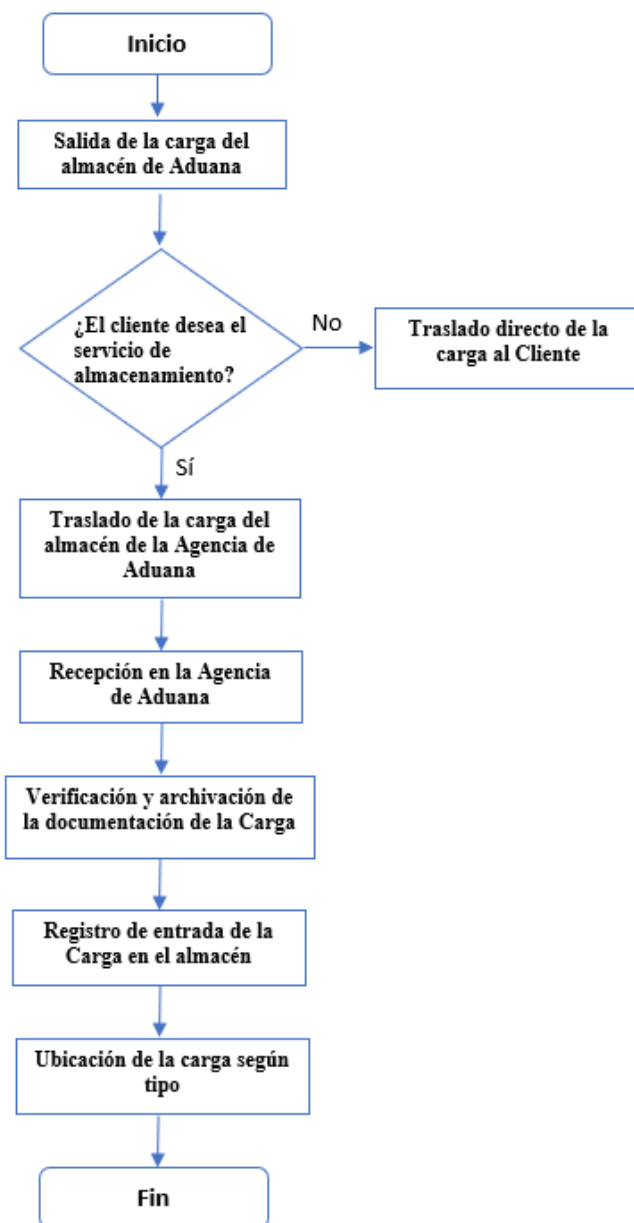 Inicio
Salida de la carga del
almacén de Aduana
¿El cliente desea el
servicio de
almacenamiento?
No
Traslado directo de la
carga al Cliente
Sí
Traslado de la carga del
almacén de la Agencia de
Aduana
Recepción en la Agencia
de Aduana
Verificación y archivación de
la documentación de la Carga
Registro de entrada de la
Carga en el almacén
Ubicación de la carga según
tipo
Fin